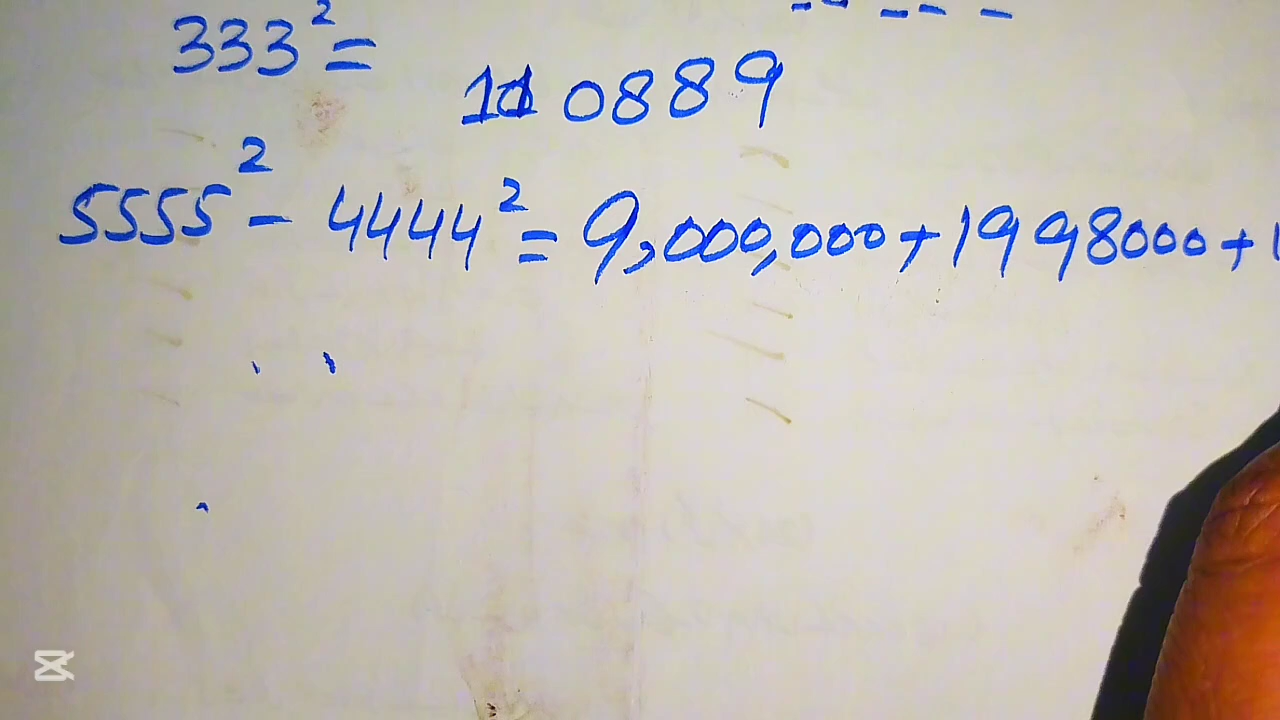 333² =
110889
5555² - 4444² = 9,000,000 + 1998000 +